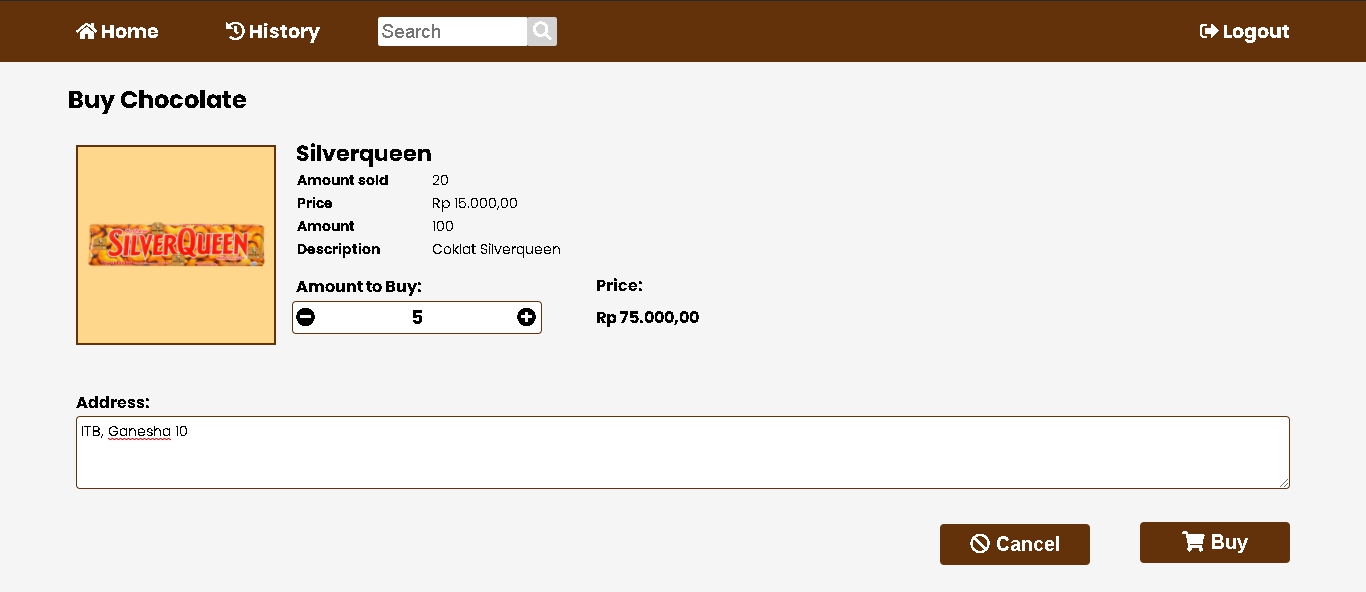 Home History Search Logout
Buy Chocolate
SILVERQUEEN
Silverqueen
Amount sold 20
Price Rp 15.000,00
Amount 100
Description Coklat Silverqueen
Amount to Buy: Price:
5 Rp 75.000,00
Address:
ITB, Ganesha 10
Cancel Buy